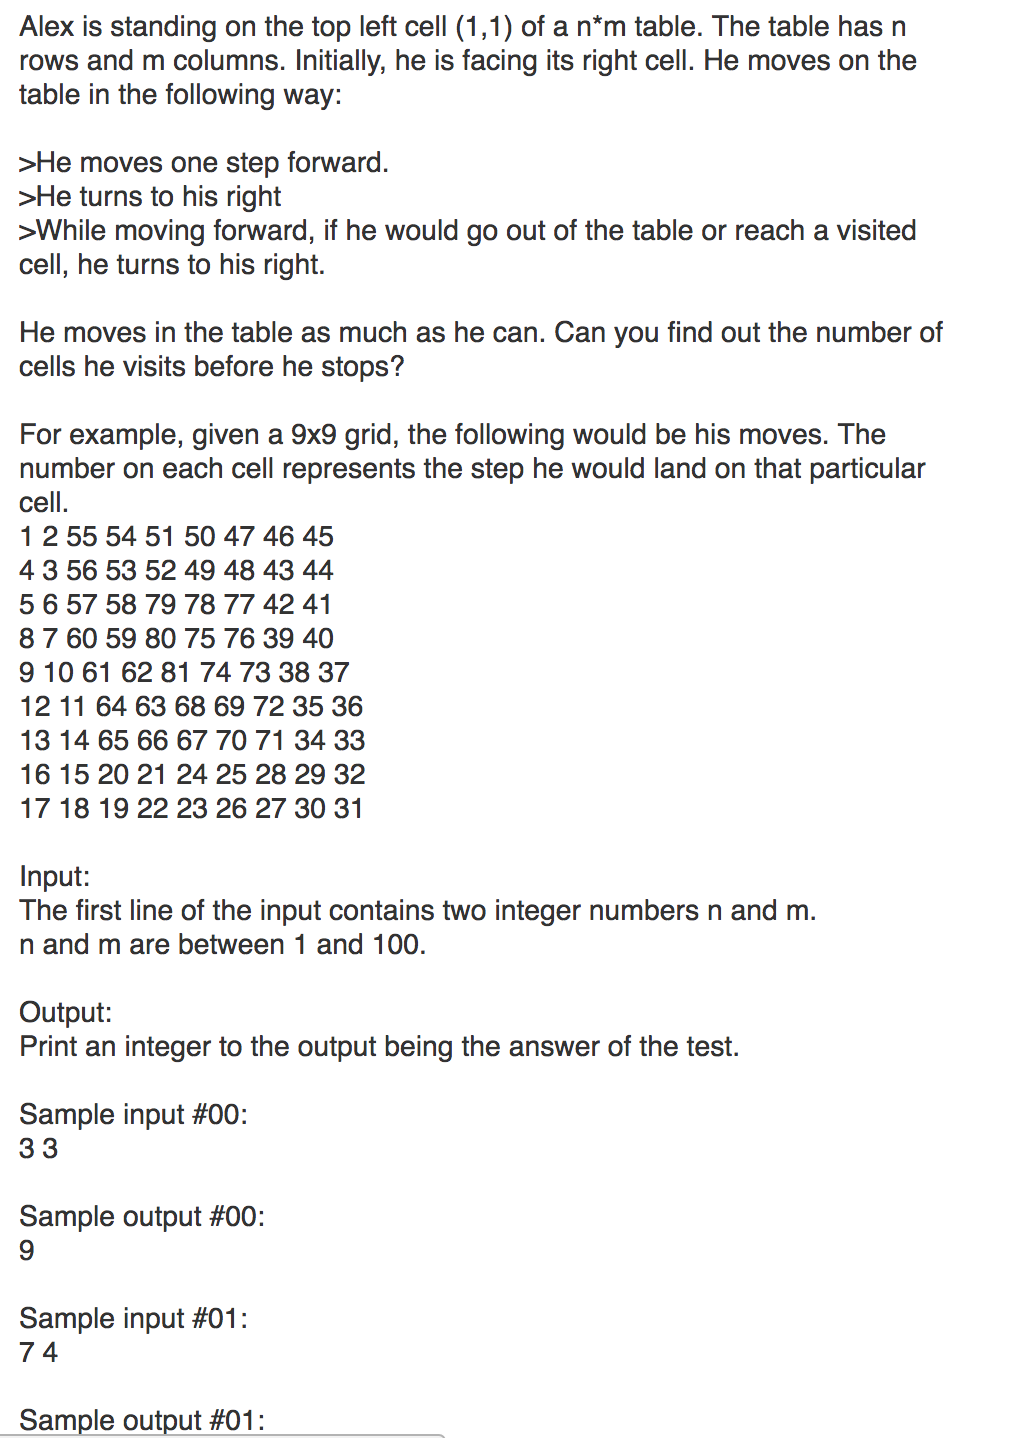 Alex is standing on the top left cell (1,1) of a n*m table. The table has n
rows and m columns. Initially, he is facing its right cell. He moves on the
table in the following way:
>He moves one step forward.
>He turns to his right
>While moving forward, if he would go out of the table or reach a visited
cell, he turns to his right.
He moves in the table as much as he can. Can you find out the number of
cells he visits before he stops?
For example, given a 9x9 grid, the following would be his moves. The
number on each cell represents the step he would land on that particular
cell.
1 2 55 54 51 50 47 46 45
4 3 56 53 52 49 48 43 44
5 6 57 58 79 78 77 42 41
8 7 60 59 80 75 76 39 40
9 10 61 62 81 74 73 38 37
12 11 64 63 68 69 72 35 36
13 14 65 66 67 70 71 34 33
16 15 20 21 24 25 28 29 32
17 18 19 22 23 26 27 30 31
Input:
The first line of the input contains two integer numbers n and m.
n and m are between 1 and 100.
Output:
Print an integer to the output being the answer of the test.
Sample input #00:
3 3
Sample output #00:
9
Sample input #01:
7 4
Sample output #01: